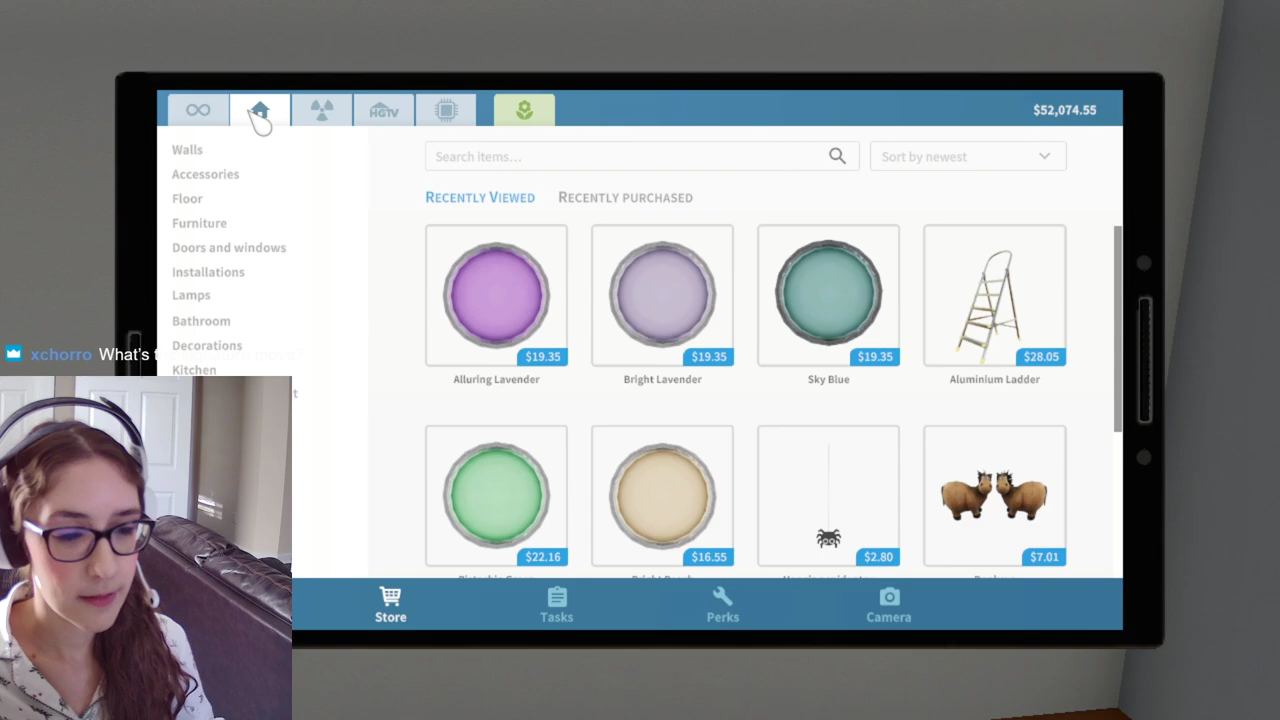 HGTV
$52,074.55
Walls
Accessories
Floor
Furniture
Doors and windows
Installations
Lamps
Bathroom
Decorations
Kitchen
Search items...
Sort by newest
Recently Viewed
Recently purchased
$19.35
$19.35
$19.35
$28.05
Alluring Lavender
Bright Lavender
Sky Blue
Aluminium Ladder
$22.16
$16.55
$2.80
$7.01
xchorro What's
Store
Tasks
Perks
Camera